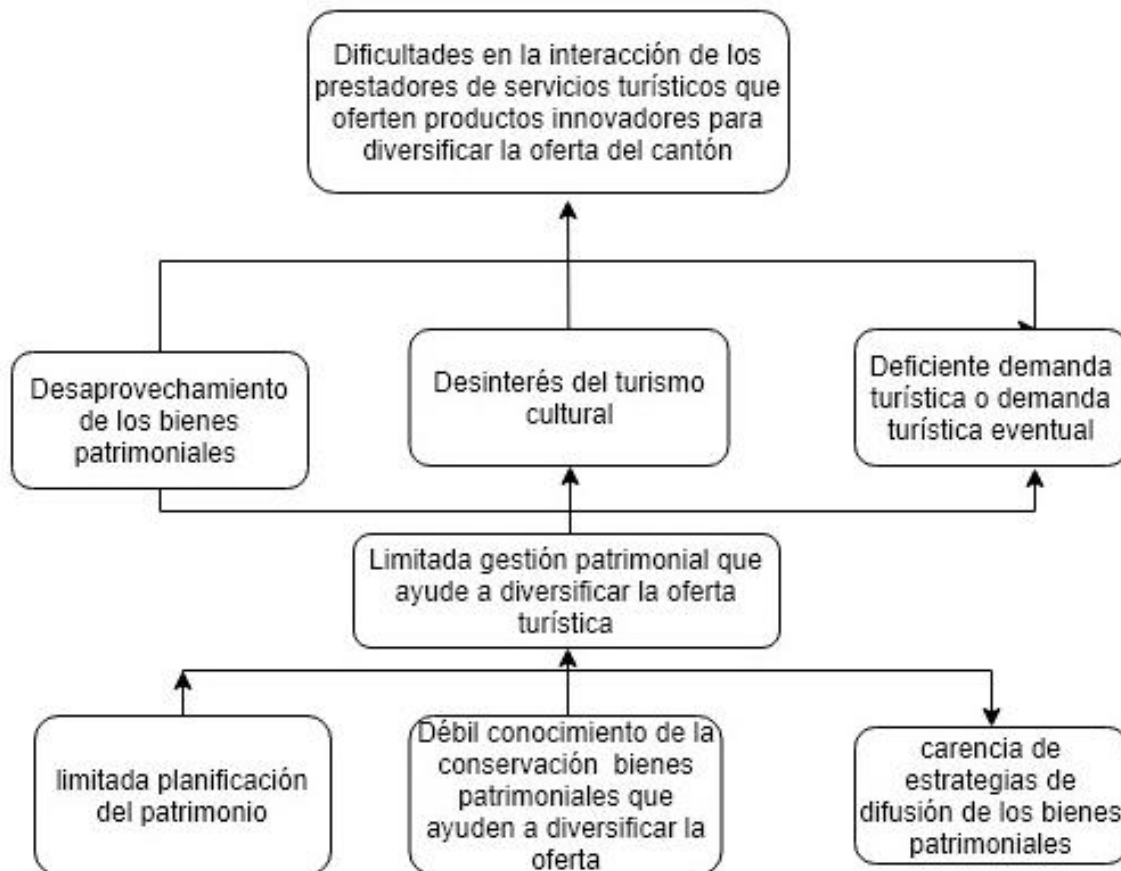 Dificultades en la interacción de los
prestadores de servicios turísticos que
oferten productos innovadores para
diversificar la oferta del cantón
Desaprovechamiento
de los bienes
patrimoniales
Desinterés del turismo
cultural
Deficiente demanda
turística o demanda
turística eventual
Limitada gestión patrimonial que
ayude a diversificar la oferta
turística
limitada planificación
del patrimonio
Débil conocimiento de la
conservación bienes
patrimoniales que
ayuden a diversificar la
oferta
carencia de
estrategias de
difusión de los bienes
patrimoniales